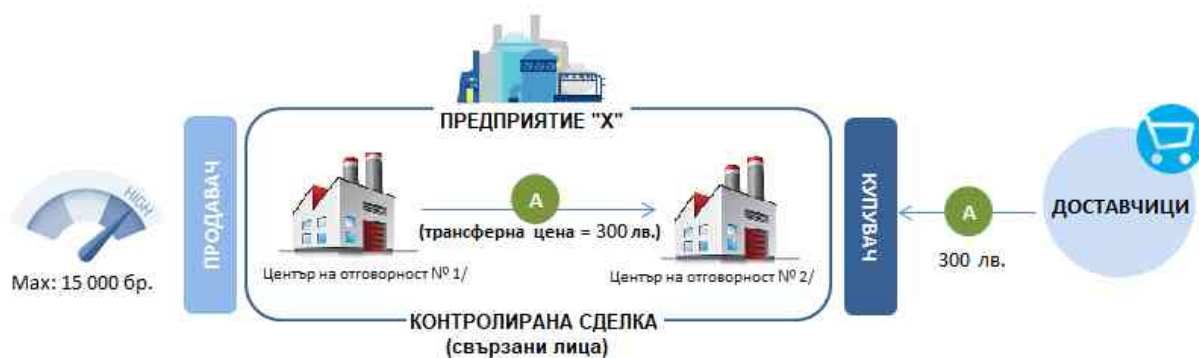 ПРЕДПРИЯТИЕ "X"
HIGH
Max: 15 000 бр.
ПРОДАВАЧ
А
(трансферна цена = 300 лв.)
Център на отговорност № 1/
Център на отговорност № 2/
КОНТРОЛИРАНА СДЕЛКА
(свързани лица)
КУПУВАЧ
А
300 лв.
ДОСТАВЧИЦИ